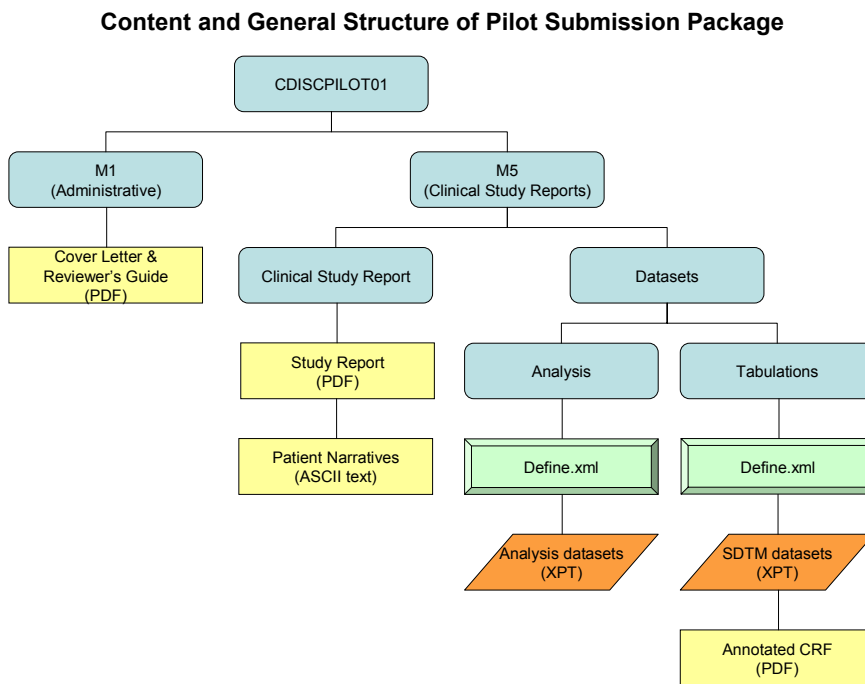 Content and General Structure of Pilot Submission Package
CDISCPILOT01
M1
(Administrative)
M5
(Clinical Study Reports)
Cover Letter &
Reviewer's Guide
(PDF)
Clinical Study Report
Datasets
Study Report
(PDF)
Analysis
Tabulations
Patient Narratives
(ASCII text)
Define.xml
Define.xml
Analysis datasets
(XPT)
SDTM datasets
(XPT)
Annotated CRF
(PDF)